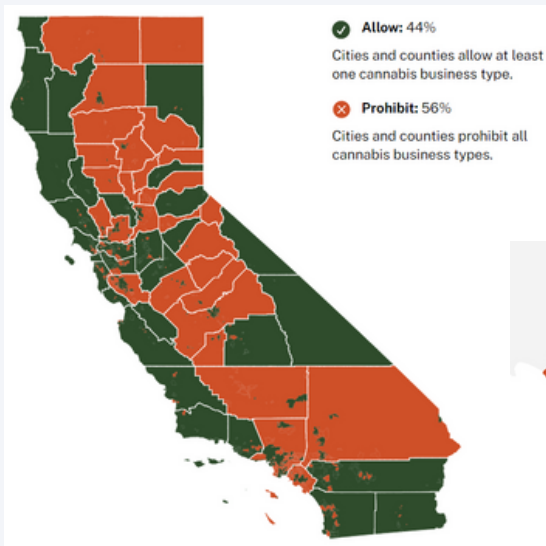 Allow: 44%
Cities and counties allow at least
one cannabis business type.
Prohibit: 56%
Cities and counties prohibit all
cannabis business types.